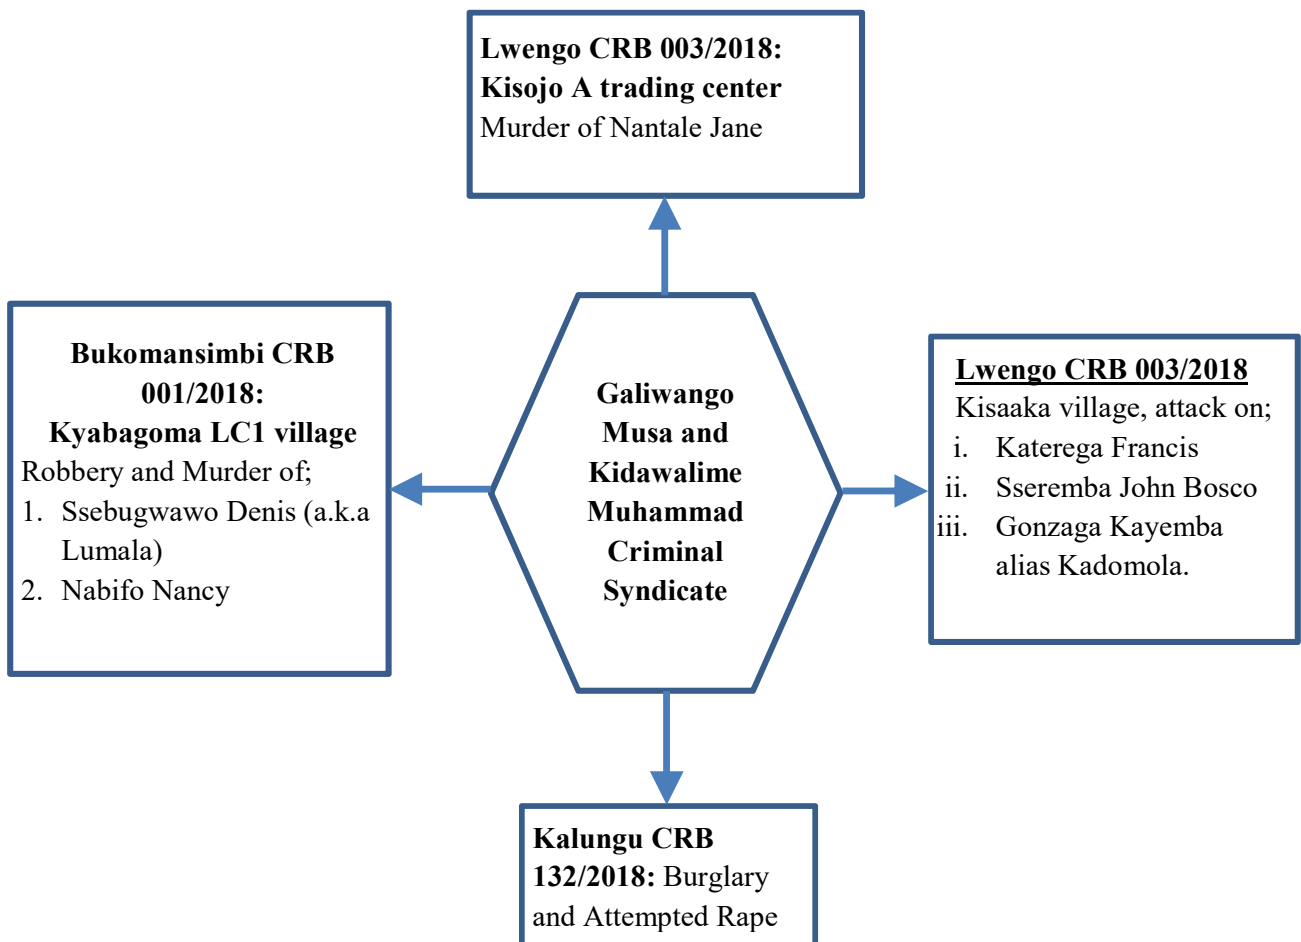 Lwengo CRB 003/2018:
Kisojo A trading center
Murder of Nantale Jane
Bukomansimbi CRB
001/2018:
Kyabagoma LC1 village
Robbery and Murder of;
1. Ssebugwawo Denis (a.k.a
Lumala)
2. Nabifo Nancy
Galiwango
Musa and
Kidawalime
Muhammad
Criminal
Syndicate
Lwengo CRB 003/2018
Kisaaka village, attack on;
i. Katerega Francis
ii. Sseremba John Bosco
iii. Gonzaga Kayemba
alias Kadomola.
Kalungu CRB
132/2018: Burglary
and Attempted Rape